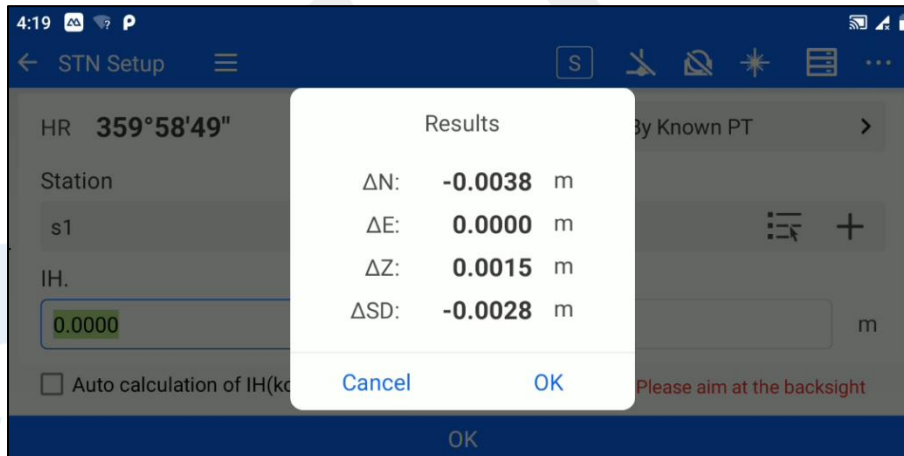 4:19
STN Setup
S
HR 359°58'49"
By Known PT
Station
s1
IH.
0.0000
m
Auto calculation of IH(kc
Please aim at the backsight
OK
Results
ΔN: -0.0038 m
ΔE: 0.0000 m
ΔZ: 0.0015 m
ΔSD: -0.0028 m
Cancel OK